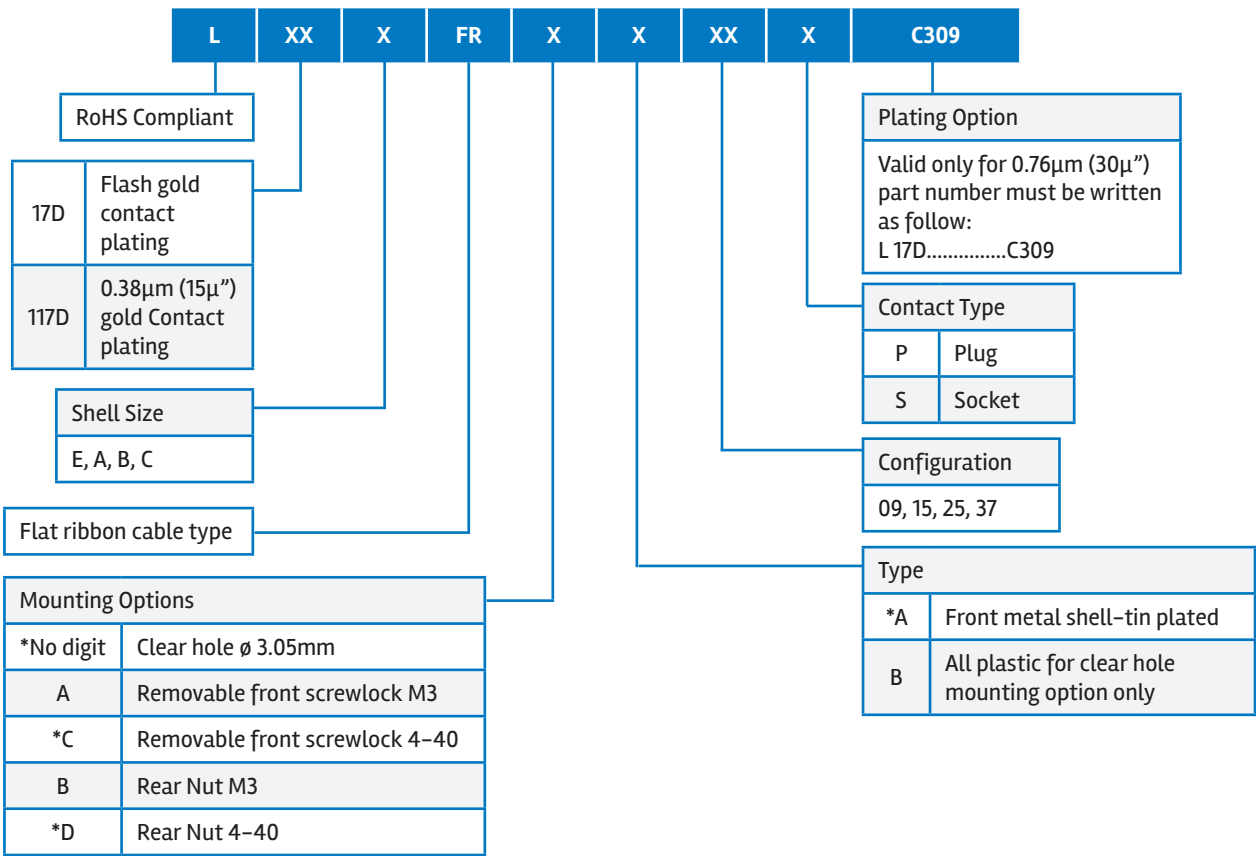 L XX X FR X X XX X C309
RoHS Compliant
17D
Flash gold
contact
plating
117D
0.38µm (15µ”)
gold Contact
plating
Shell Size
E, A, B, C
Flat ribbon cable type
Mounting Options
*No digit Clear hole ø 3.05mm
A Removable front screwlock M3
*C Removable front screwlock 4–40
B Rear Nut M3
*D Rear Nut 4–40
Plating Option
Valid only for 0.76µm (30µ”)
part number must be written
as follow:
L 17D...............C309
Contact Type
P Plug
S Socket
Configuration
09, 15, 25, 37
Type
*A Front metal shell–tin plated
B
All plastic for clear hole
mounting option only